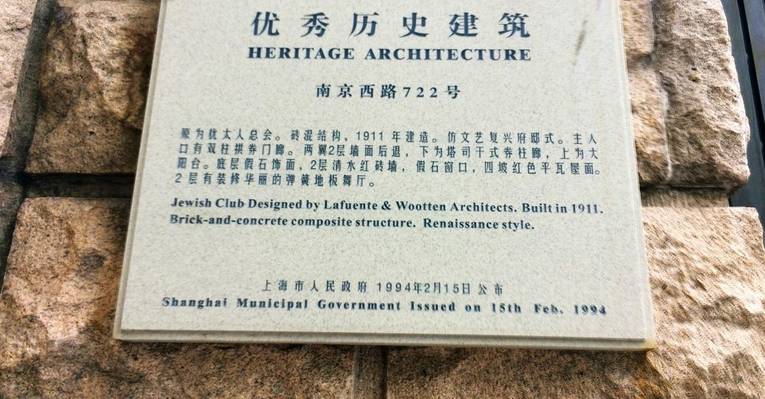 优秀历史建筑
HERITAGE ARCHITECTURE
南京西路722号
原为犹太人总会。砖混结构，1911年建造。仿文艺复兴府邸式。主入
口有双柱拱券门廊。两翼2层墙面后退，下为塔司干式券柱廊，上为大
阳台。底层假石饰面，2层清水红砖墙，假石窗口，四坡红色平瓦屋面。
2层有装修华丽的弹簧地板舞厅。
Jewish Club Designed by Lafuente & Wootten Architects. Built in 1911.
Brick-and-concrete composite structure. Renaissance style.
上海市人民政府 1994年2月15日公布
Shanghai Municipal Government Issued on 15th Feb. 1994